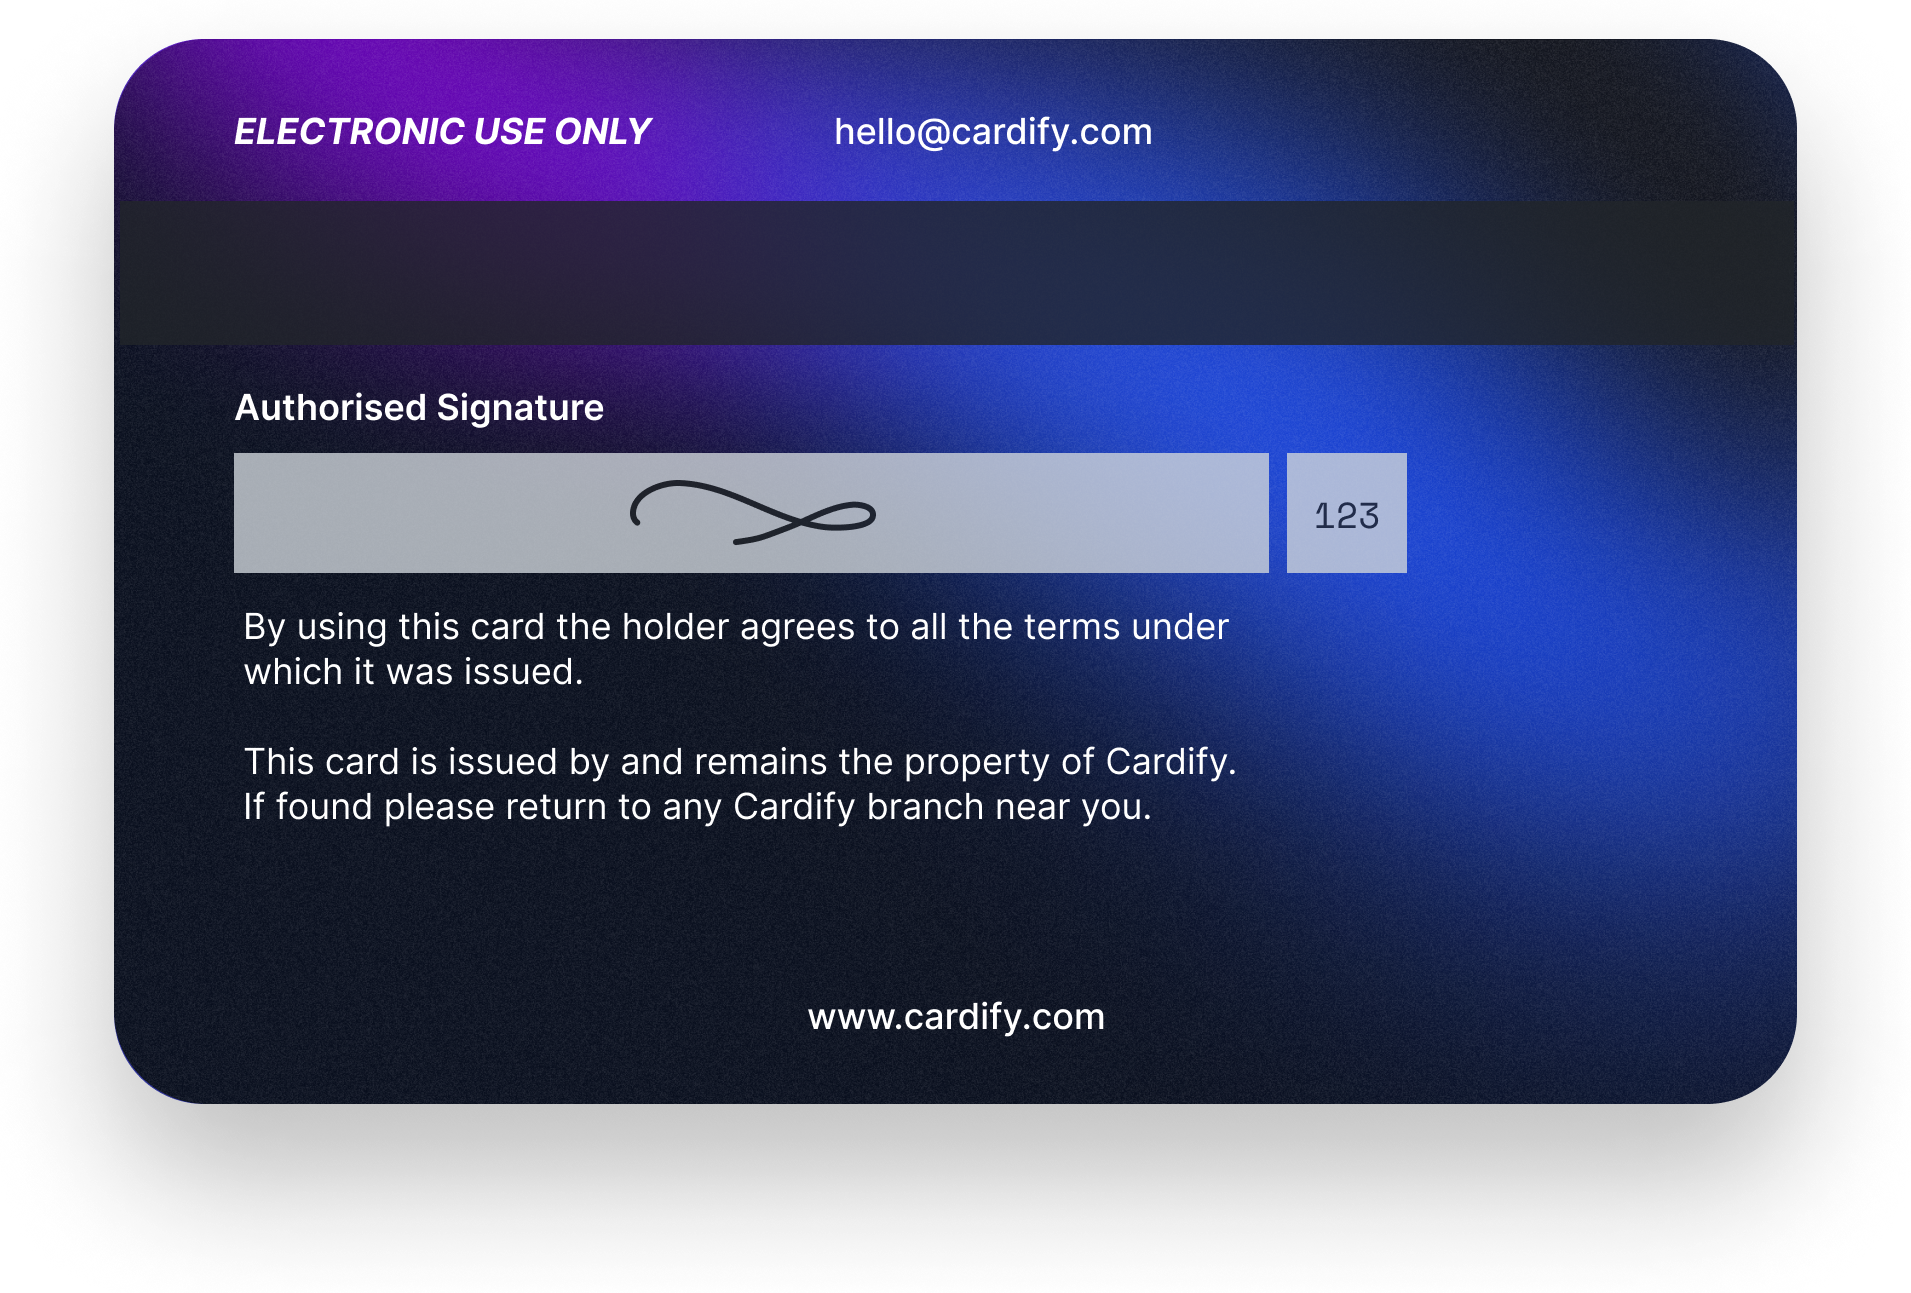 ELECTRONIC USE ONLY
hello@cardify.com
Authorised Signature
123
By using this card the holder agrees to all the terms under
which it was issued.
This card is issued by and remains the property of Cardify.
If found please return to any Cardify branch near you.
www.cardify.com